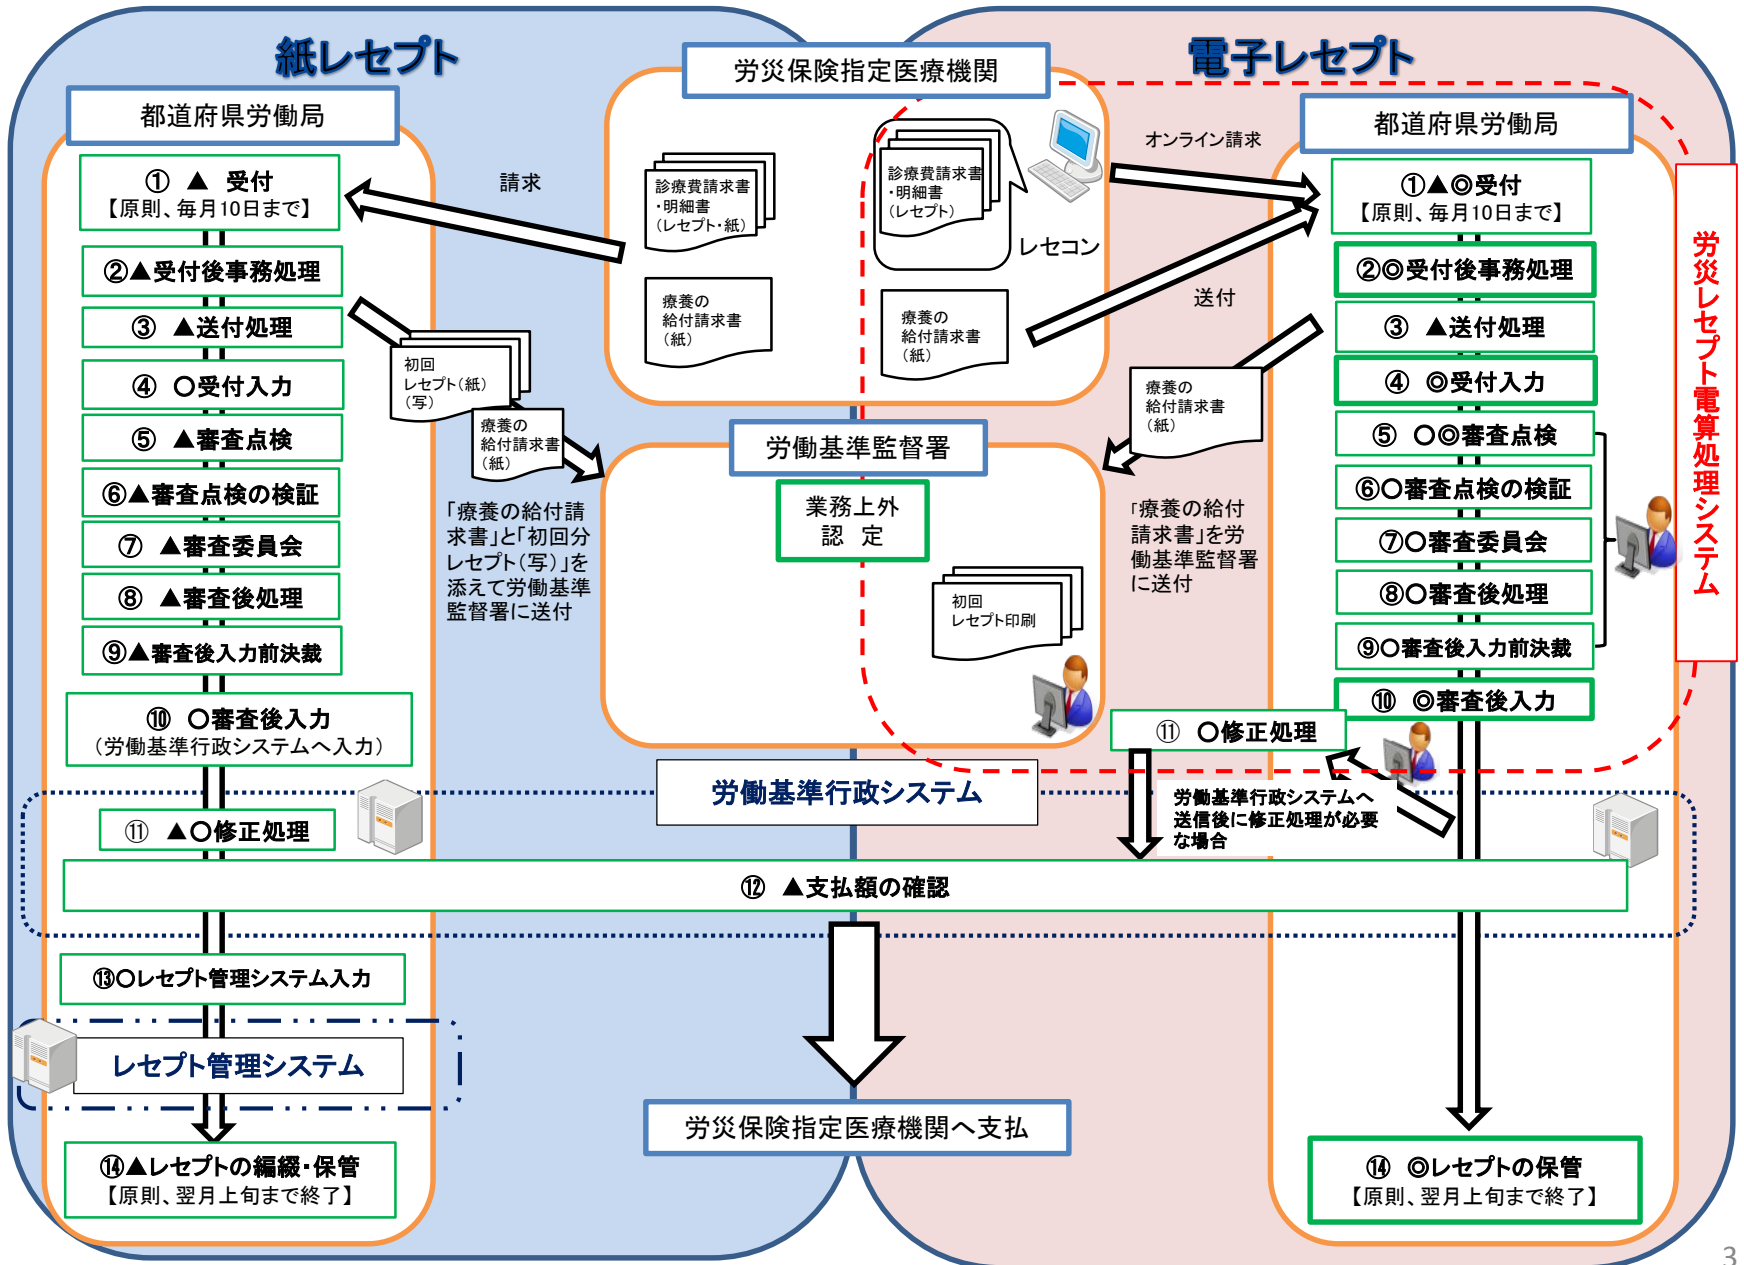 紙レセプト
電子レセプト
労災保険指定医療機関
都道府県労働局
① ▲ 受付
【原則、毎月10日まで】
②▲受付後事務処理
③ ▲送付処理
④ ○受付入力
⑤ ▲審査点検
⑥▲審査点検の検証
⑦ ▲審査委員会
⑧ ▲審査後処理
⑨▲審査後入力前決裁
⑩ ○審査後入力
（労働基準行政システムへ入力）
⑪ ▲○修正処理
⑫ ▲支払額の確認
⑬○レセプト管理システム入力
レセプト管理システム
⑭▲レセプトの編綴・保管
【原則、翌月上旬まで終了】
請求
診療費請求書
・明細書
（レセプト・紙）
療養の
給付請求書
（紙）
診療費請求書
・明細書
（レセプト）
レセコン
療養の
給付請求書
（紙）
初回
レセプト（紙）
（写）
療養の
給付請求書
（紙）
「療養の給付請
求書」と「初回分
レセプト（写）」を
添えて労働基準
監督署に送付
労働基準監督署
業務上外
認 定
初回
レセプト印刷
労働基準行政システム
労災保険指定医療機関へ支払
オンライン請求
送付
療養の
給付請求書
（紙）
「療養の給付
請求書」を労
働基準監督署
に送付
都道府県労働局
①▲◎受付
【原則、毎月10日まで】
②◎受付後事務処理
③ ▲送付処理
④ ◎受付入力
⑤ ○◎審査点検
⑥○審査点検の検証
⑦○審査委員会
⑧○審査後処理
⑨○審査後入力前決裁
⑩ ◎審査後入力
⑪ ○修正処理
労働基準行政システムへ
送信後に修正処理が必要
な場合
⑭ ◎レセプトの保管
【原則、翌月上旬まで終了】
労災レセプト電算処理システム
3